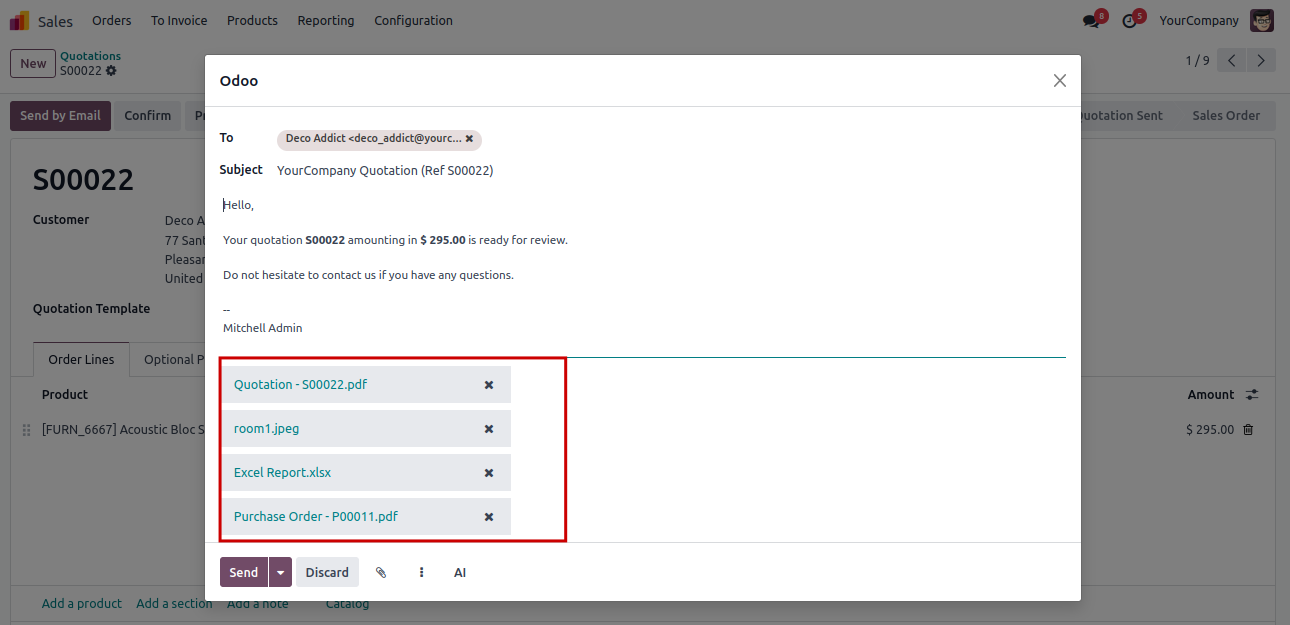 Sales Orders To Invoice Products Reporting Configuration 8 5 YourCompany
New Quotations
S00022
1 / 9
Send by Email Confirm Quotation Sent Sales Order
Odoo
To Deco Addict <deco_addict@yourc...
Subject YourCompany Quotation (Ref S00022)
Hello,
Your quotation S00022 amounting in $ 295.00 is ready for review.
Do not hesitate to contact us if you have any questions.
--
Mitchell Admin
S00022
Customer Deco A
77 Sant
Pleasan
United
Quotation Template
Order Lines Optional P
Product Amount
[FURN_6667] Acoustic Bloc S $ 295.00
Quotation - S00022.pdf
room1.jpeg
Excel Report.xlsx
Purchase Order - P00011.pdf
Send Discard AI
Add a product Add a section Add a note Catalog